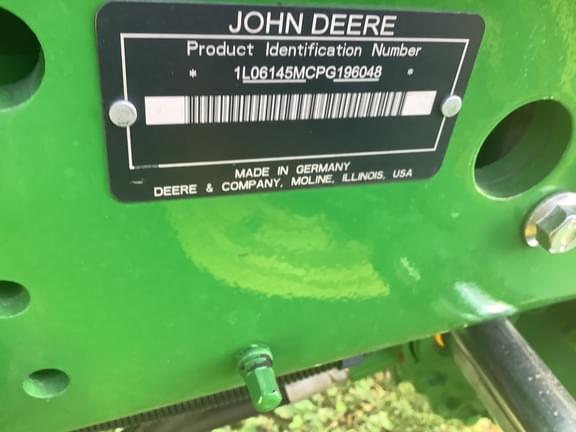 JOHN DEERE
Product Identification Number
* 1L06145MCPG196048 *
MADE IN GERMANY
DEERE & COMPANY, MOLINE, ILLINOIS, USA